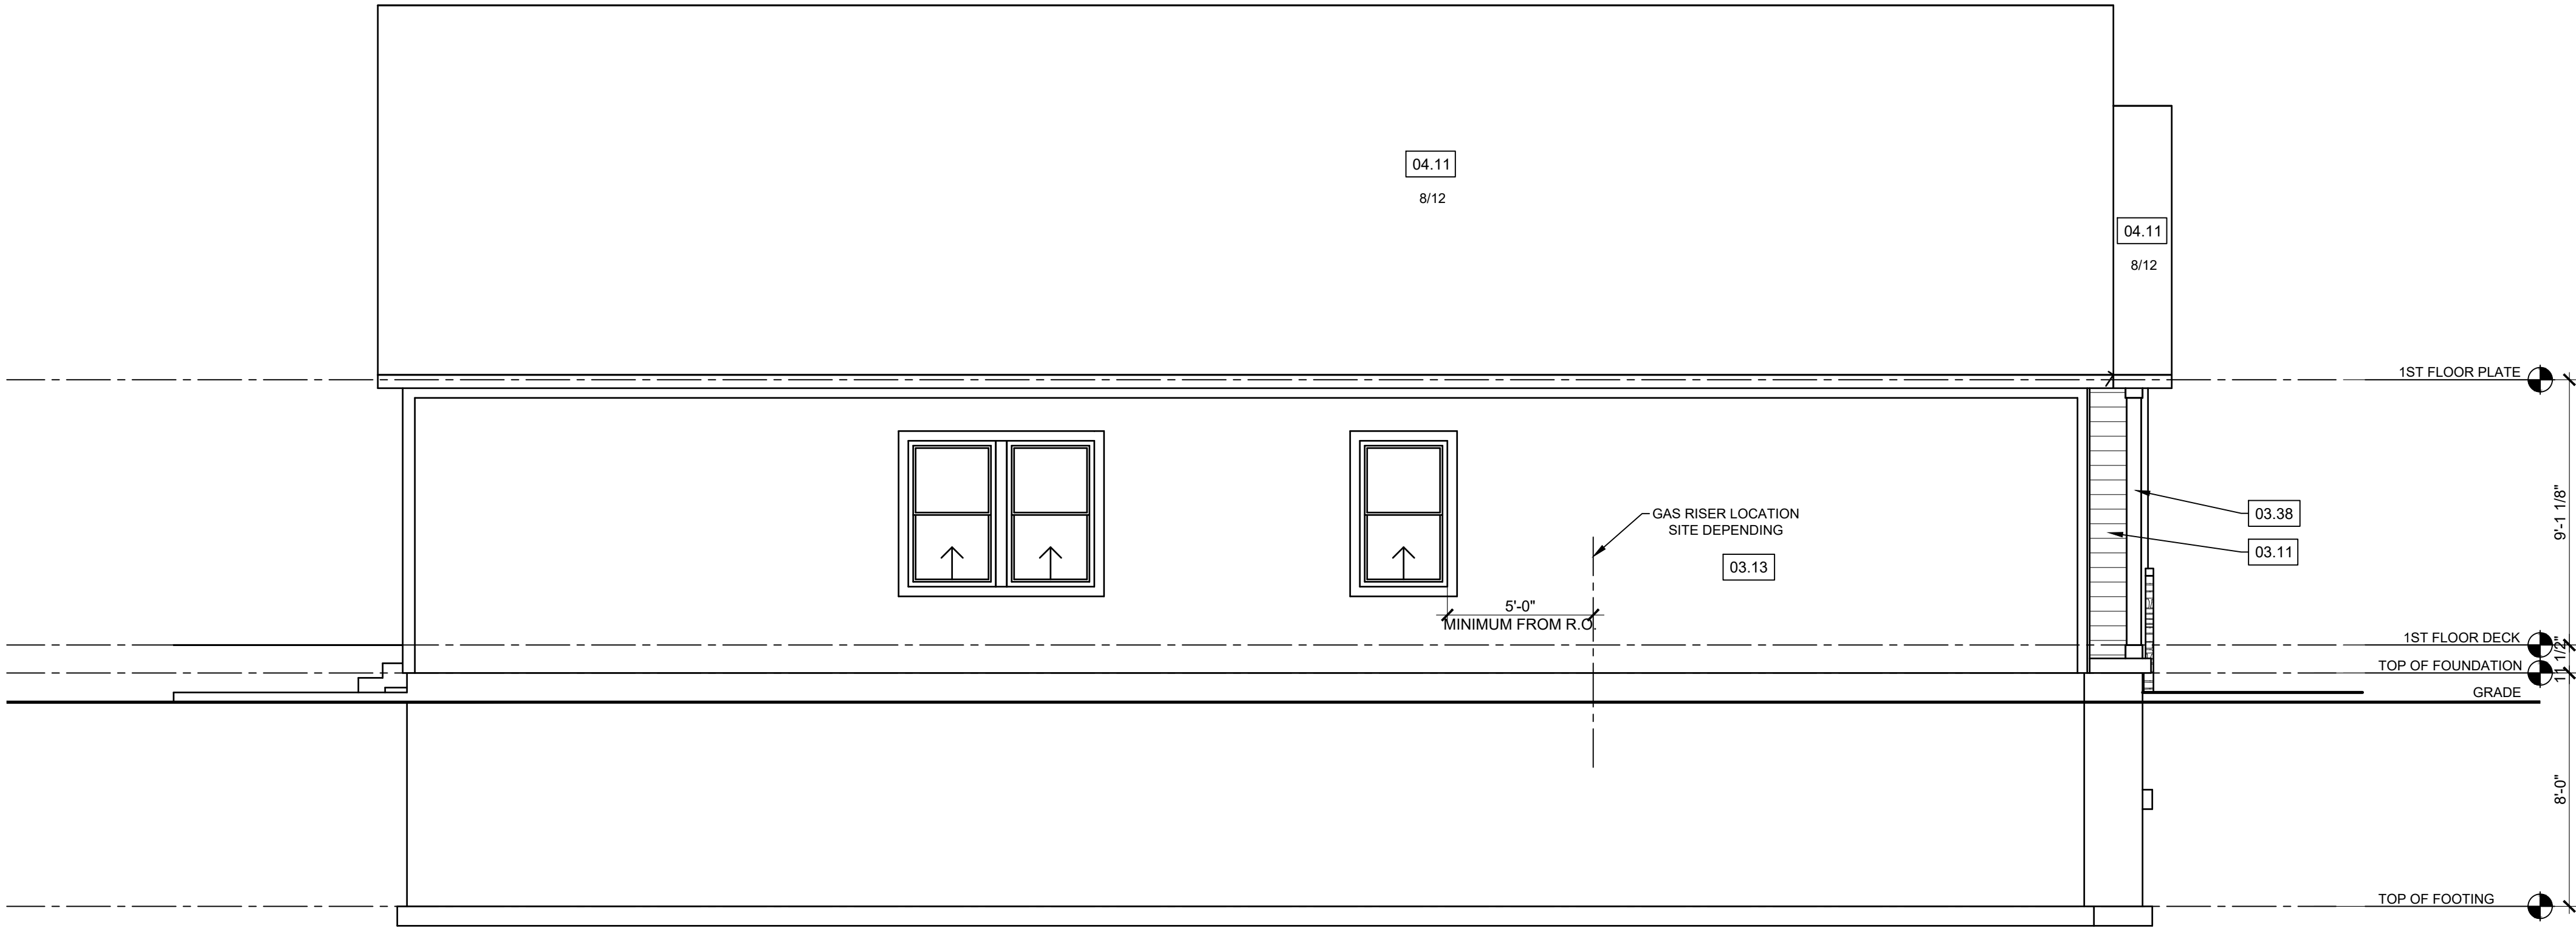 04.11
8/12
04.11
8/12
1ST FLOOR PLATE
9'-1 1/8"
GAS RISER LOCATION
SITE DEPENDING
03.38
03.11
03.13
5'-0"
MINIMUM FROM R.O.
1ST FLOOR DECK
11 1/2"
TOP OF FOUNDATION
GRADE
8'-0"
TOP OF FOOTING